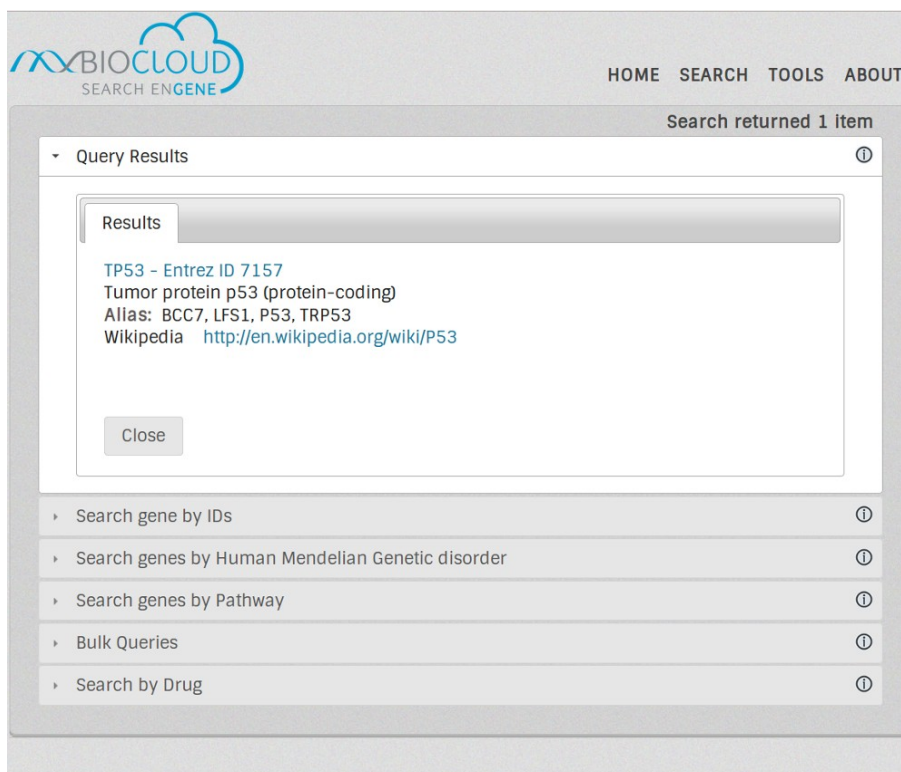 myBIOCLOUD
SEARCH ENGENE
HOME SEARCH TOOLS ABOUT
Search returned 1 item
Query Results
Results
TP53 - Entrez ID 7157
Tumor protein p53 (protein-coding)
Alias: BCC7, LFS1, P53, TRP53
Wikipedia http://en.wikipedia.org/wiki/P53
Close
Search gene by IDs
Search genes by Human Mendelian Genetic disorder
Search genes by Pathway
Bulk Queries
Search by Drug